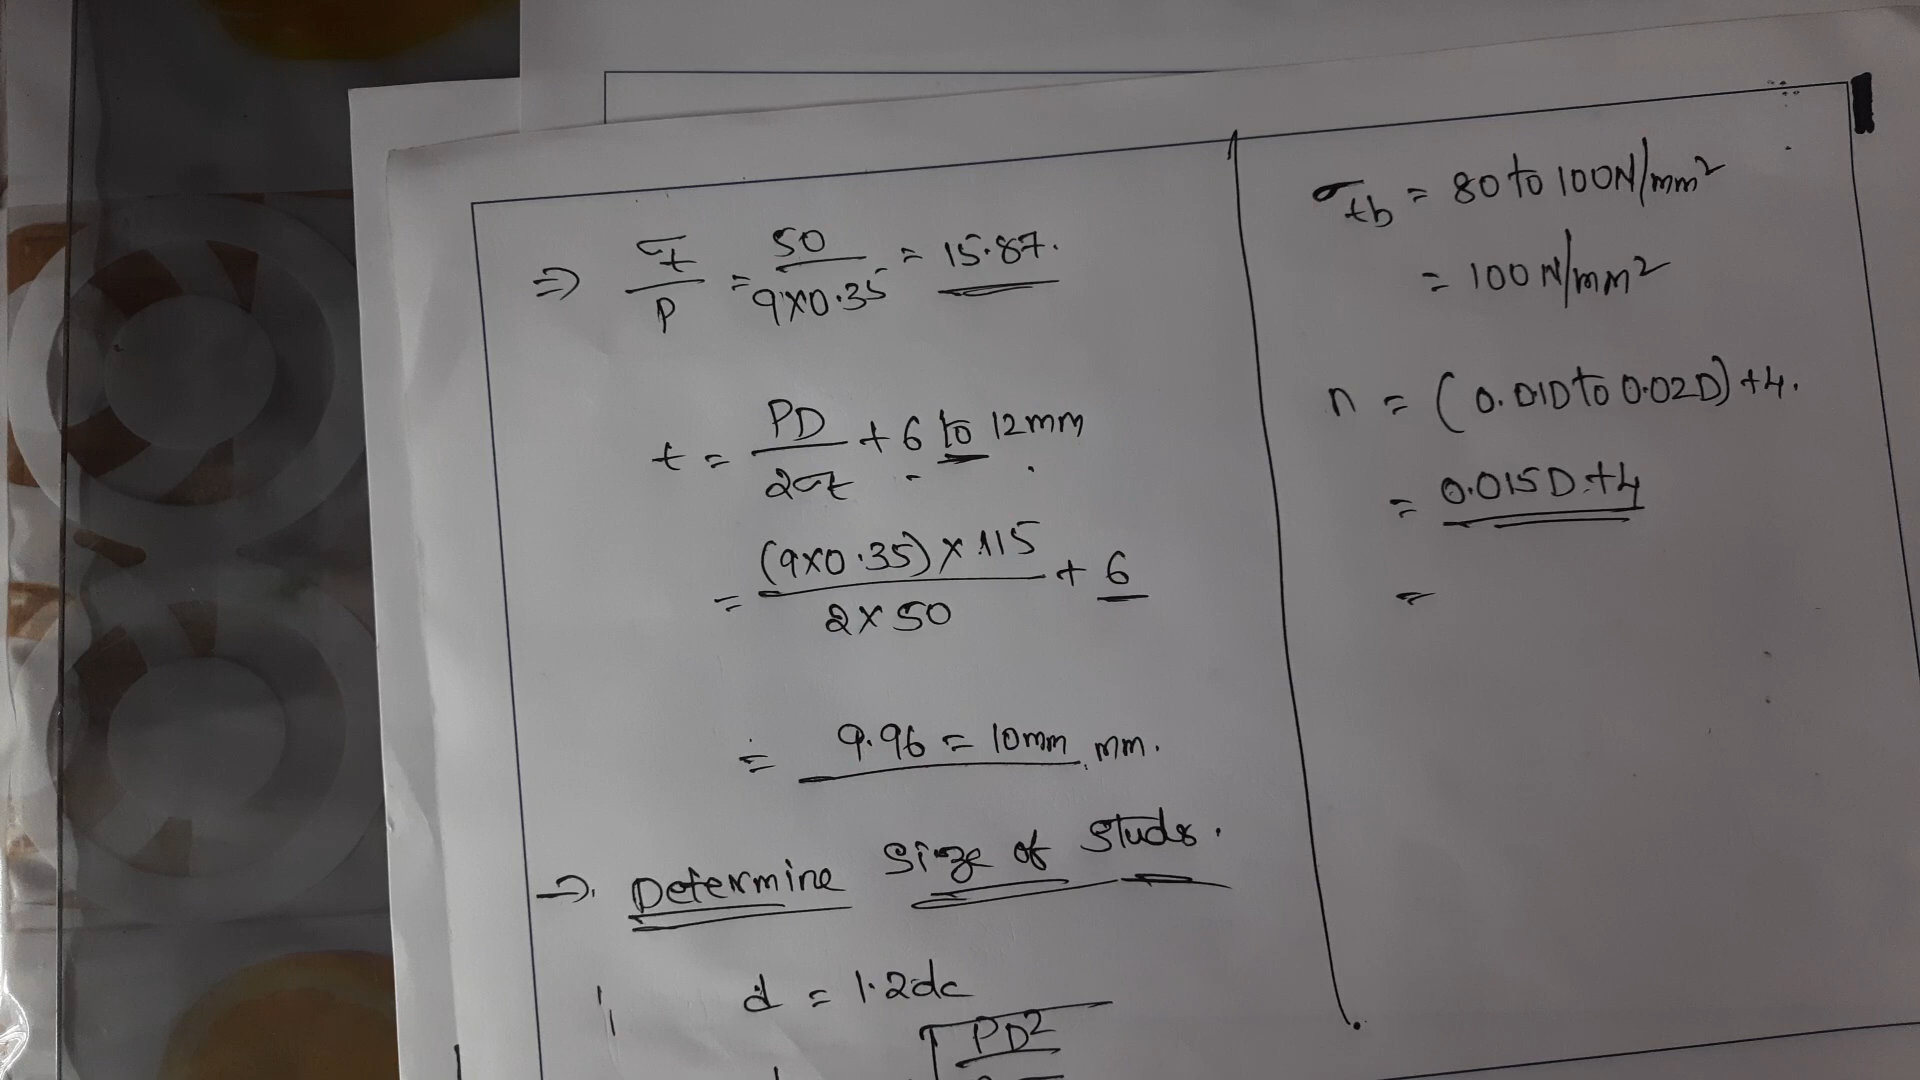 ⇒ σt/P = 50/9×0.35 = 15.87.
t = PD/2σt + 6 to 12mm
= (9×0.35)×115/2×50 + 6
= 9.96 = 10mm mm.
⇒. Determine Size of Studs.
d = 1.2dc
PD²
σtb = 80 to 100N/mm²
= 100 N/mm²
n = (0.01D to 0.02D)+4.
= 0.015D+4
=